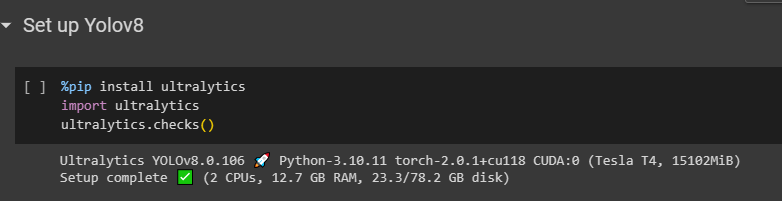 Set up Yolov8
[ ] %pip install ultralytics
import ultralytics
ultralytics.checks()
Ultralytics YOLOv8.0.106 🚀 Python-3.10.11 torch-2.0.1+cu118 CUDA:0 (Tesla T4, 15102MiB)
Setup complete ✅ (2 CPUs, 12.7 GB RAM, 23.3/78.2 GB disk)